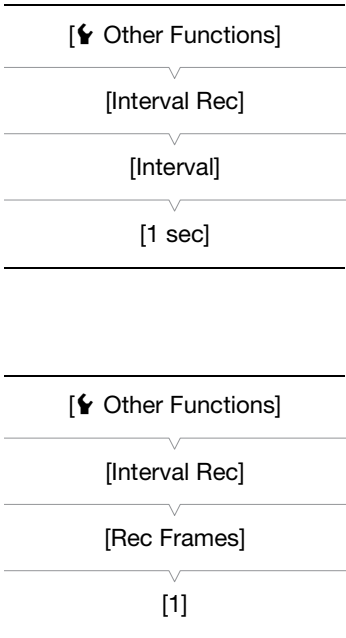 [ Other Functions]
[Interval Rec]
[Interval]
[1 sec]
[ Other Functions]
[Interval Rec]
[Rec Frames]
[1]